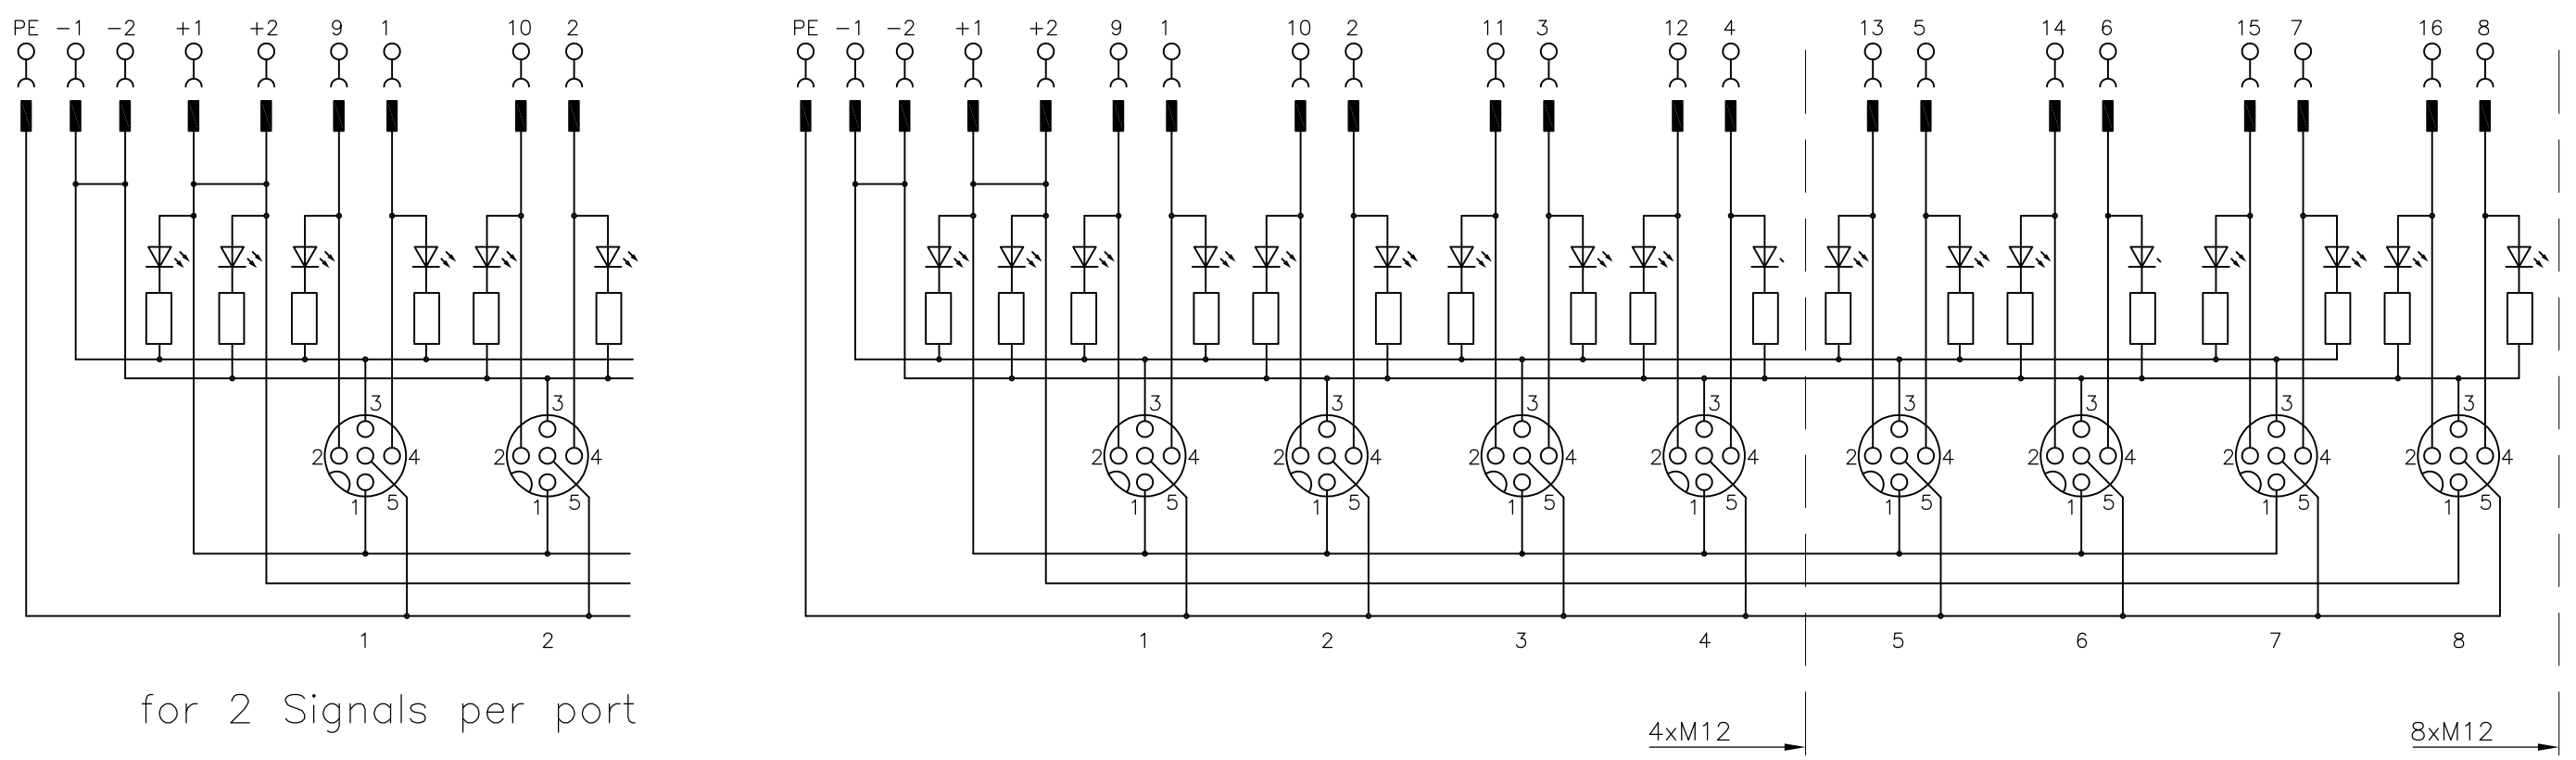 PE −1 −2 +1 +2 9 1 10 2 PE −1 −2 +1 +2 9 1 10 2 11 3 12 4 13 5 14 6 15 7 16 8
3 3 3 3 3 3 3 3 3 3
2 4 2 4 2 4 2 4 2 4 2 4 2 4 2 4 2 4 2 4
1 5 1 5 1 5 1 5 1 5 1 5 1 5 1 5 1 5 1 5
1 2 1 2 3 4 5 6 7 8
for 2 Signals per port
4xM12 8xM12